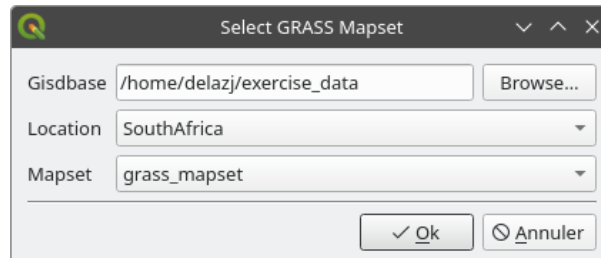 Select GRASS Mapset
Gisdbase /home/delazj/exercise_data Browse...
Location SouthAfrica
Mapset grass_mapset
Ok Annuler